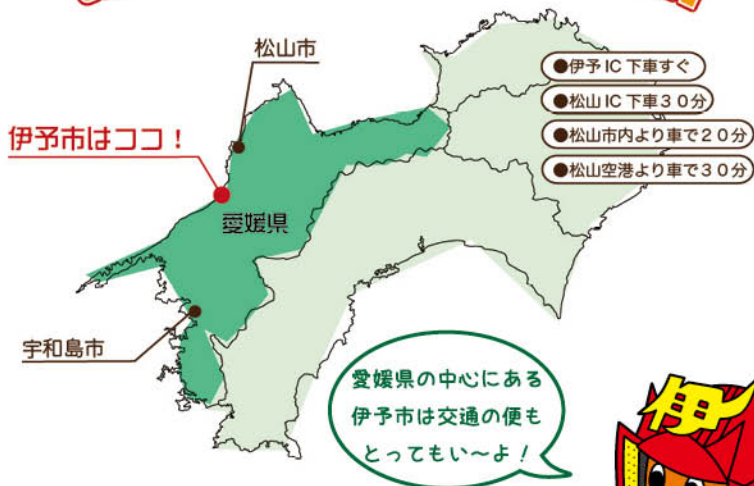 松山市
伊予市はココ！
愛媛県
宇和島市
●伊予IC 下車すぐ
●松山IC 下車３０分
●松山市内より車で２０分
●松山空港より車で３０分
愛媛県の中心にある
伊予市は交通の便も
とってもい〜よ！
伊